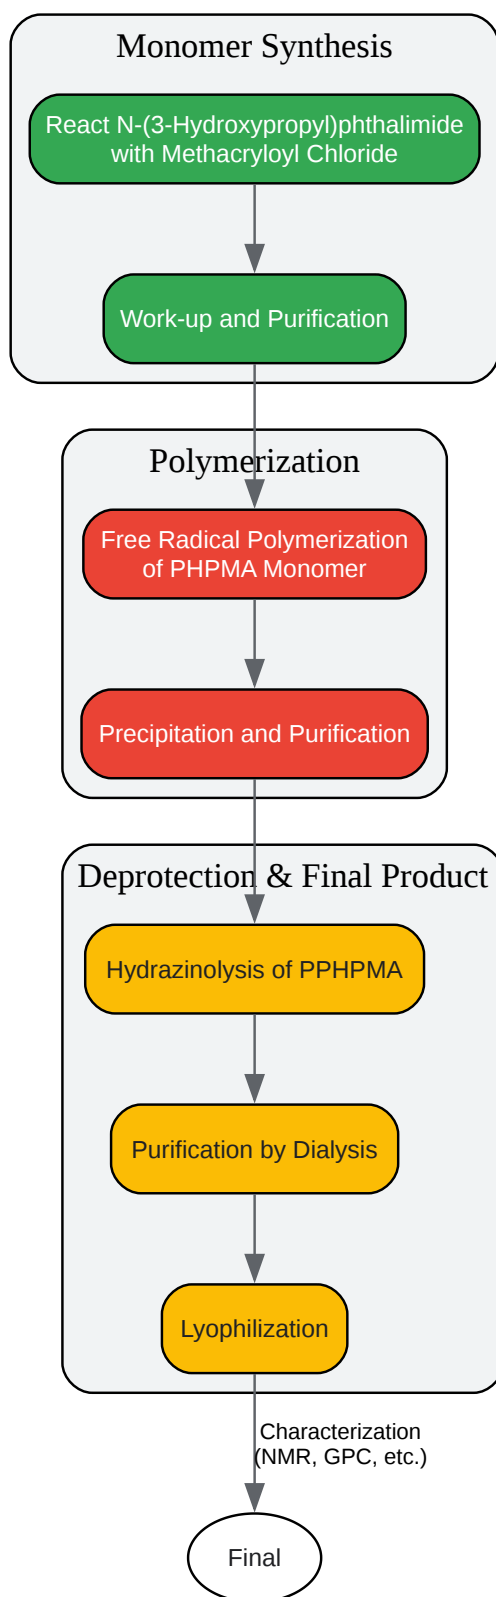 Monomer Synthesis
React N-(3-Hydroxypropyl)phthalimide
with Methacryloyl Chloride
Work-up and Purification
Polymerization
Free Radical Polymerization
of PHPMA Monomer
Precipitation and Purification
Deprotection & Final Product
Hydrazinolysis of PPHPMA
Purification by Dialysis
Lyophilization
Characterization
(NMR, GPC, etc.)
Final